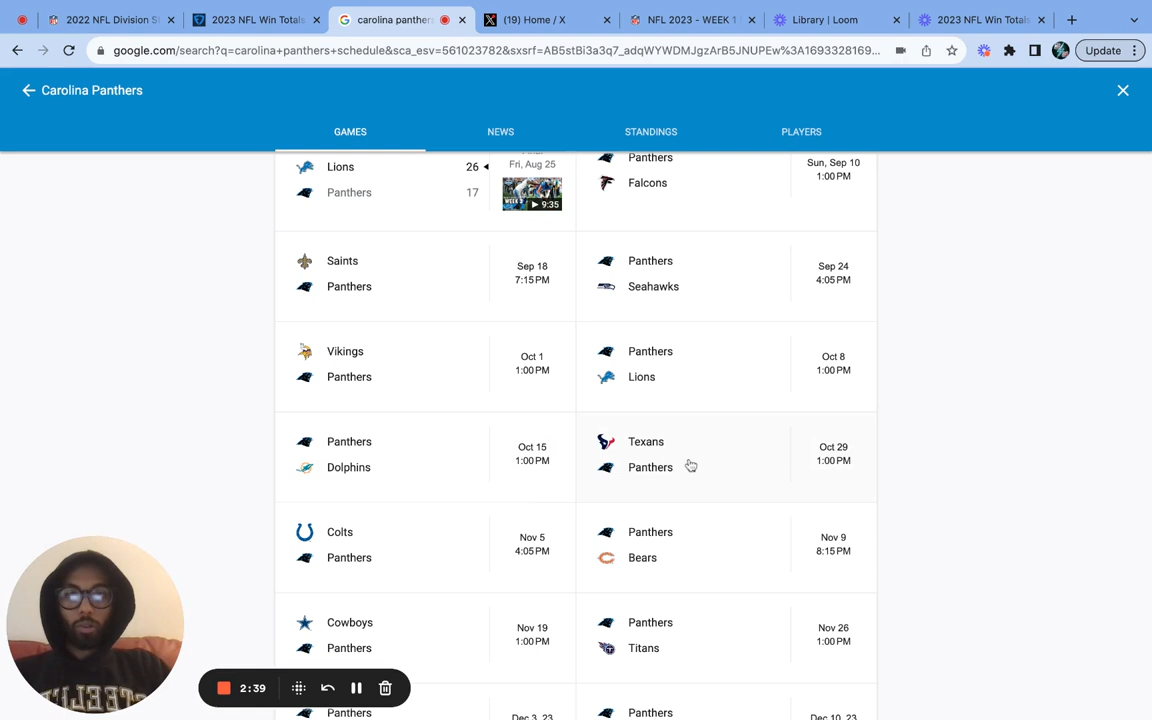 2022 NFL Division S
2023 NFL Win Totals
carolina panthers
(19) Home / X
NFL 2023 - WEEK 1
Library | Loom
2023 NFL Win Totals
google.com/search?q=carolina+panthers+schedule&sca_esv=561023782&sxsrf=AB5stBi3a3q7_adqWYWDMJgzArB5JNUPEw%3A1693328169...
Update
Carolina Panthers
GAMES
NEWS
STANDINGS
PLAYERS
Lions 26
Panthers 17
Fri, Aug 25
WEEK 3
9:35
Panthers
Falcons
Sun, Sep 10
1:00 PM
Saints
Panthers
Sep 18
7:15 PM
Panthers
Seahawks
Sep 24
4:05 PM
Vikings
Panthers
Oct 1
1:00 PM
Panthers
Lions
Oct 8
1:00 PM
Panthers
Dolphins
Oct 15
1:00 PM
Texans
Panthers
Oct 29
1:00 PM
Colts
Panthers
Nov 5
4:05 PM
Panthers
Bears
Nov 9
8:15 PM
Cowboys
Panthers
Nov 19
1:00 PM
Panthers
Titans
Nov 26
1:00 PM
Panthers
Dec 3, 23
Panthers
Dec 10, 23
2:39